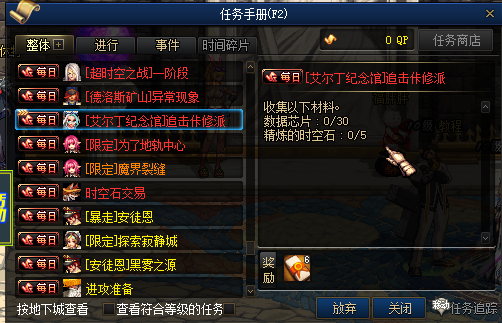 任务手册(F2)
整体 进行 事件 时间碎片
0 QP 任务商店
每日 [超时空之战]一阶段
每日 [德洛斯矿山]异常现象
每日 [艾尔丁纪念馆]追击佧修派
每日 [限定]为了地轨中心
每日 [限定]魔界裂缝
每日 时空石交易
每日 [暴走]安徒恩
每日 [限定]探索寂静城
每日 [安徒恩]黑雾之源
每日 进攻准备
每日 [艾尔丁纪念馆]追击佧修派
收集以下材料。
数据芯片：0/30
精炼的时空石：0/5
奖励
6
按地下城查看 查看符合等级的任务
放弃 关闭 任务追踪